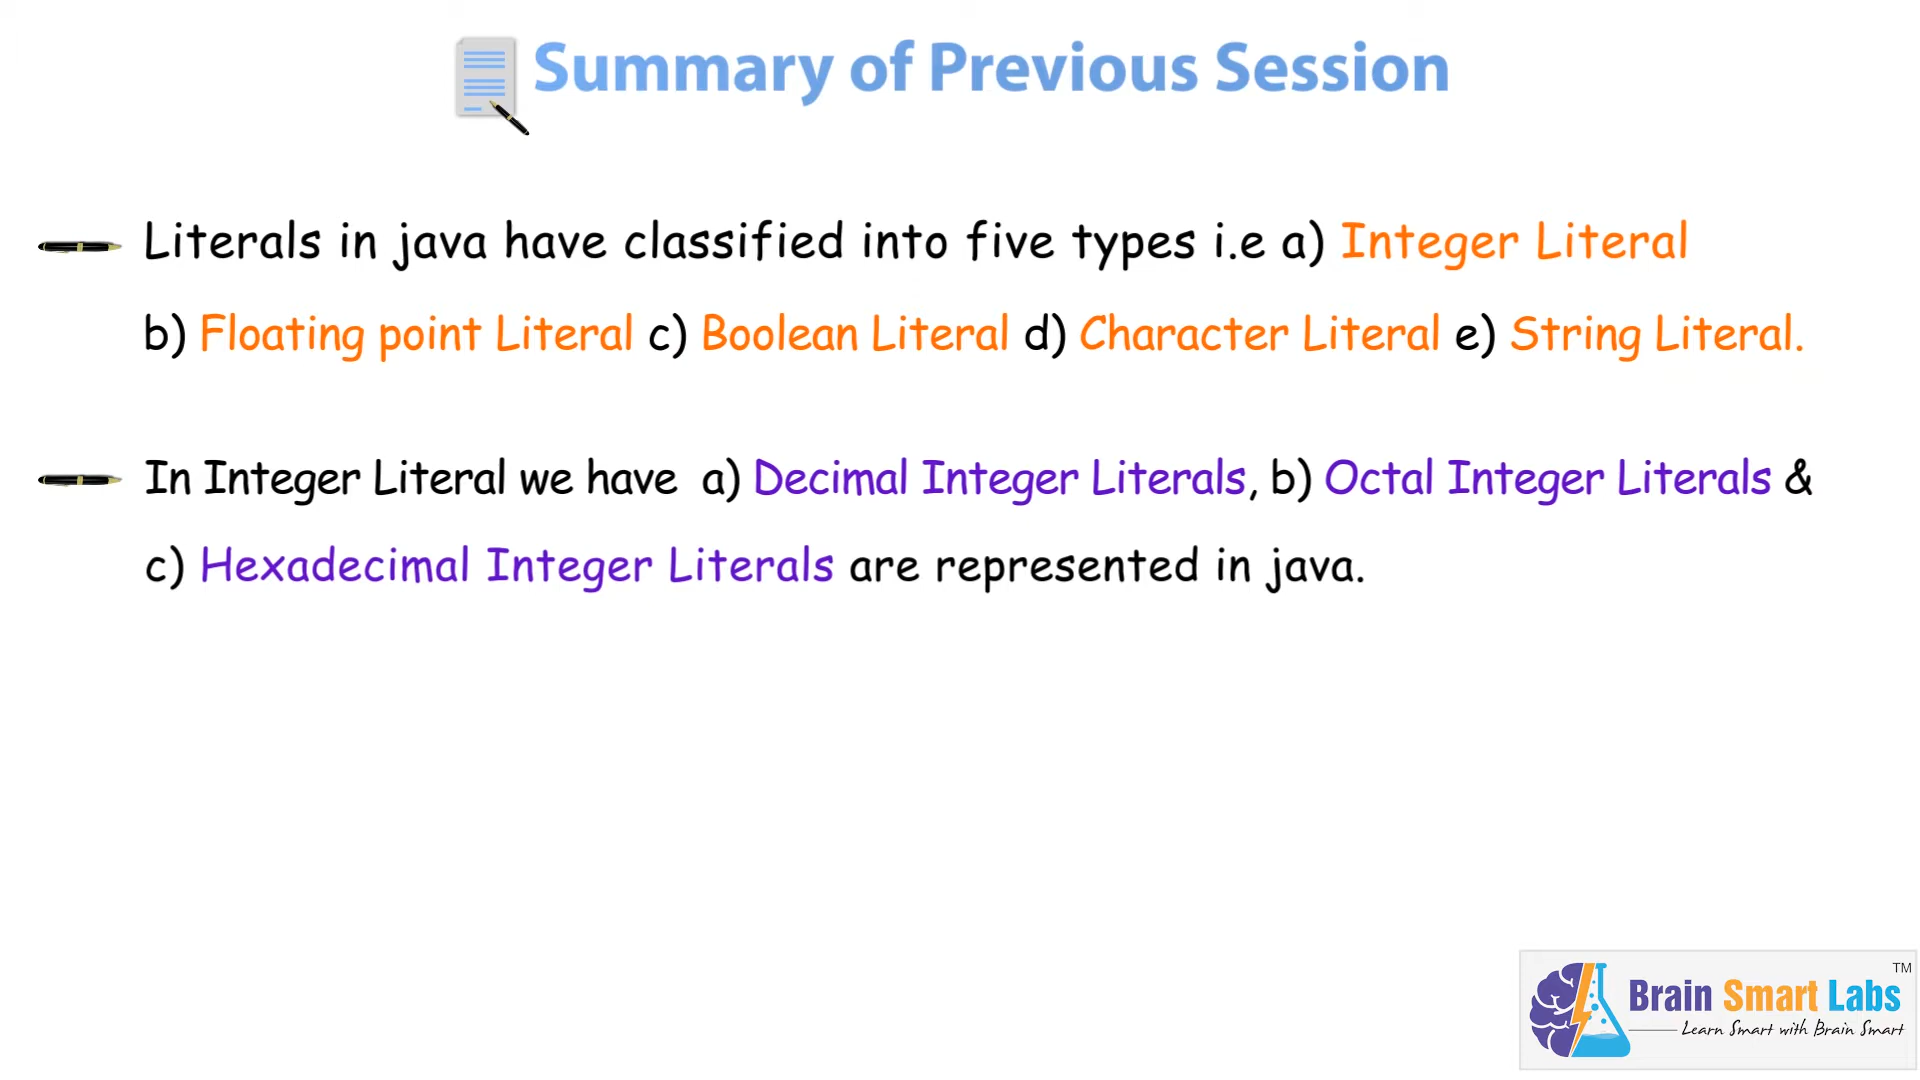 Summary of Previous Session
Literals in java have classified into five types i.e a) Integer Literal
b) Floating point Literal c) Boolean Literal d) Character Literal e) String Literal.
In Integer Literal we have a) Decimal Integer Literals, b) Octal Integer Literals &
c) Hexadecimal Integer Literals are represented in java.
TM
Brain Smart Labs
Learn Smart with Brain Smart